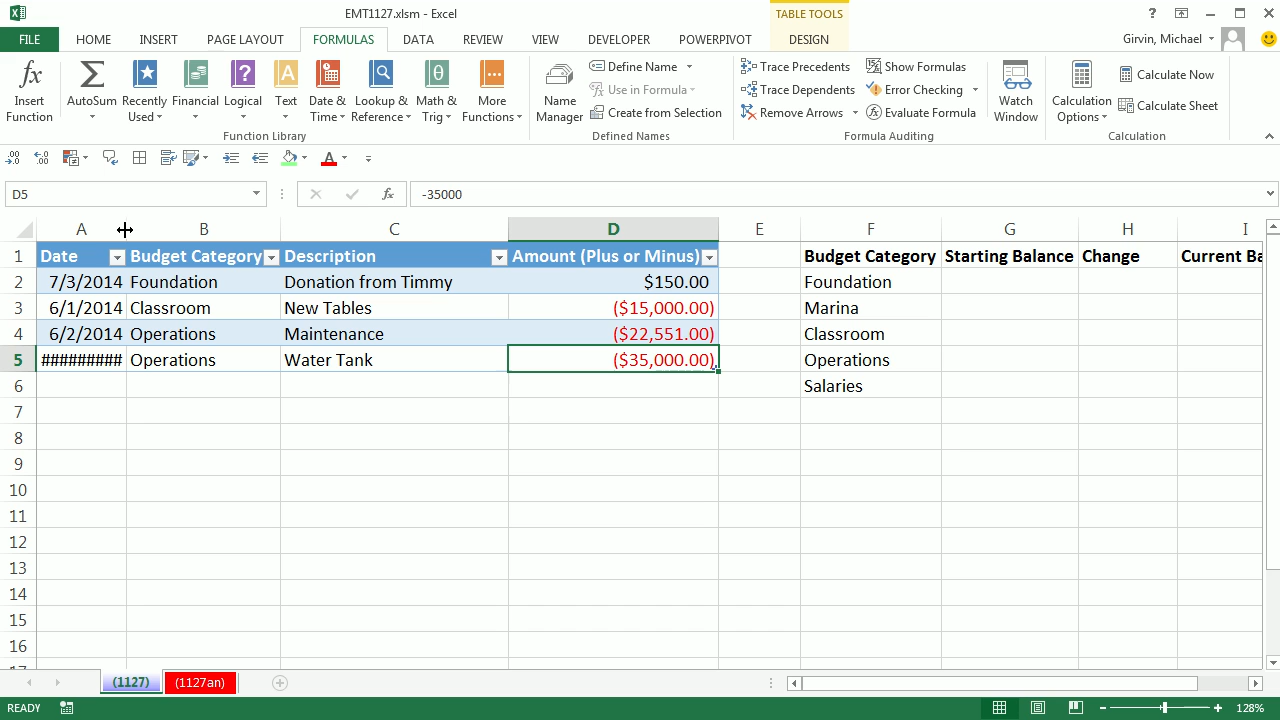 EMT1127.xlsm - Excel
TABLE TOOLS
FILE HOME INSERT PAGE LAYOUT FORMULAS DATA REVIEW VIEW DEVELOPER POWERPIVOT DESIGN
Girvin, Michael
Insert Function
AutoSum
Recently Used
Financial
Logical
Text
Date & Time
Lookup & Reference
Math & Trig
More Functions
Function Library
Name Manager
Define Name
Use in Formula
Create from Selection
Defined Names
Trace Precedents
Trace Dependents
Remove Arrows
Show Formulas
Error Checking
Evaluate Formula
Formula Auditing
Watch Window
Calculation Options
Calculate Now
Calculate Sheet
Calculation
D5 fx -35000
A B C D E F G H I
1 Date Budget Category Description Amount (Plus or Minus) Budget Category Starting Balance Change Current Ba
2 7/3/2014 Foundation Donation from Timmy $150.00 Foundation
3 6/1/2014 Classroom New Tables ($15,000.00) Marina
4 6/2/2014 Operations Maintenance ($22,551.00) Classroom
5 ######### Operations Water Tank ($35,000.00) Operations
6 Salaries
7
8
9
10
11
12
13
14
15
16
17
(1127) (1127an)
READY 128%